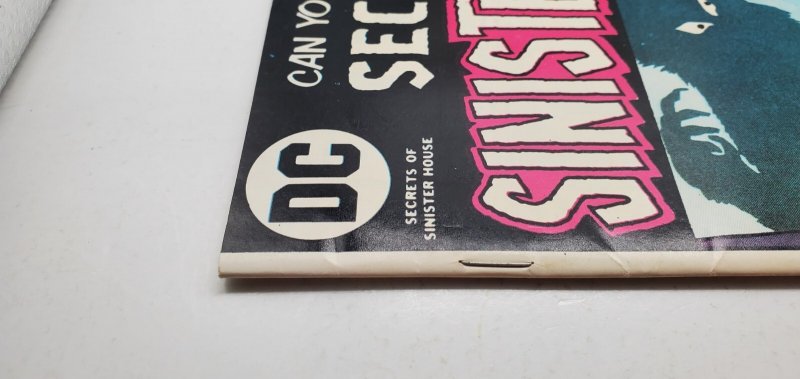 CAN YO
SEC
SINIST
DC
SECRETS OF
SINISTER HOUSE